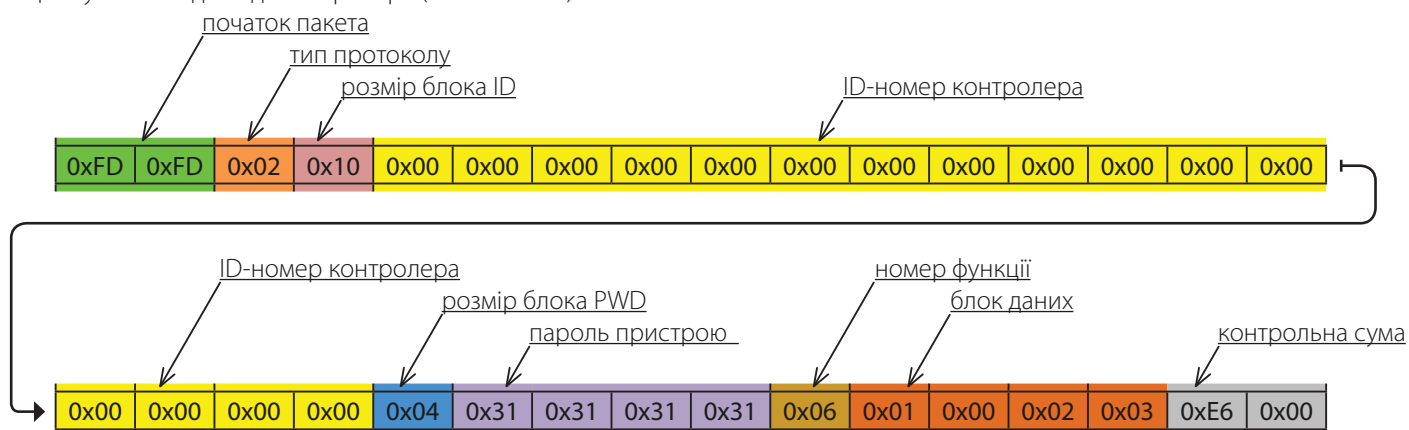 початок пакета
тип протоколу
розмір блока ID
ID-номер контролера
0xFD 0xFD 0x02 0x10 0x00 0x00 0x00 0x00 0x00 0x00 0x00 0x00 0x00 0x00 0x00 0x00
ID-номер контролера
номер функції
розмір блока PWD
блок даних
пароль пристрою
контрольна сума
0x00 0x00 0x00 0x00 0x04 0x31 0x31 0x31 0x31 0x06 0x01 0x00 0x02 0x03 0xE6 0x00